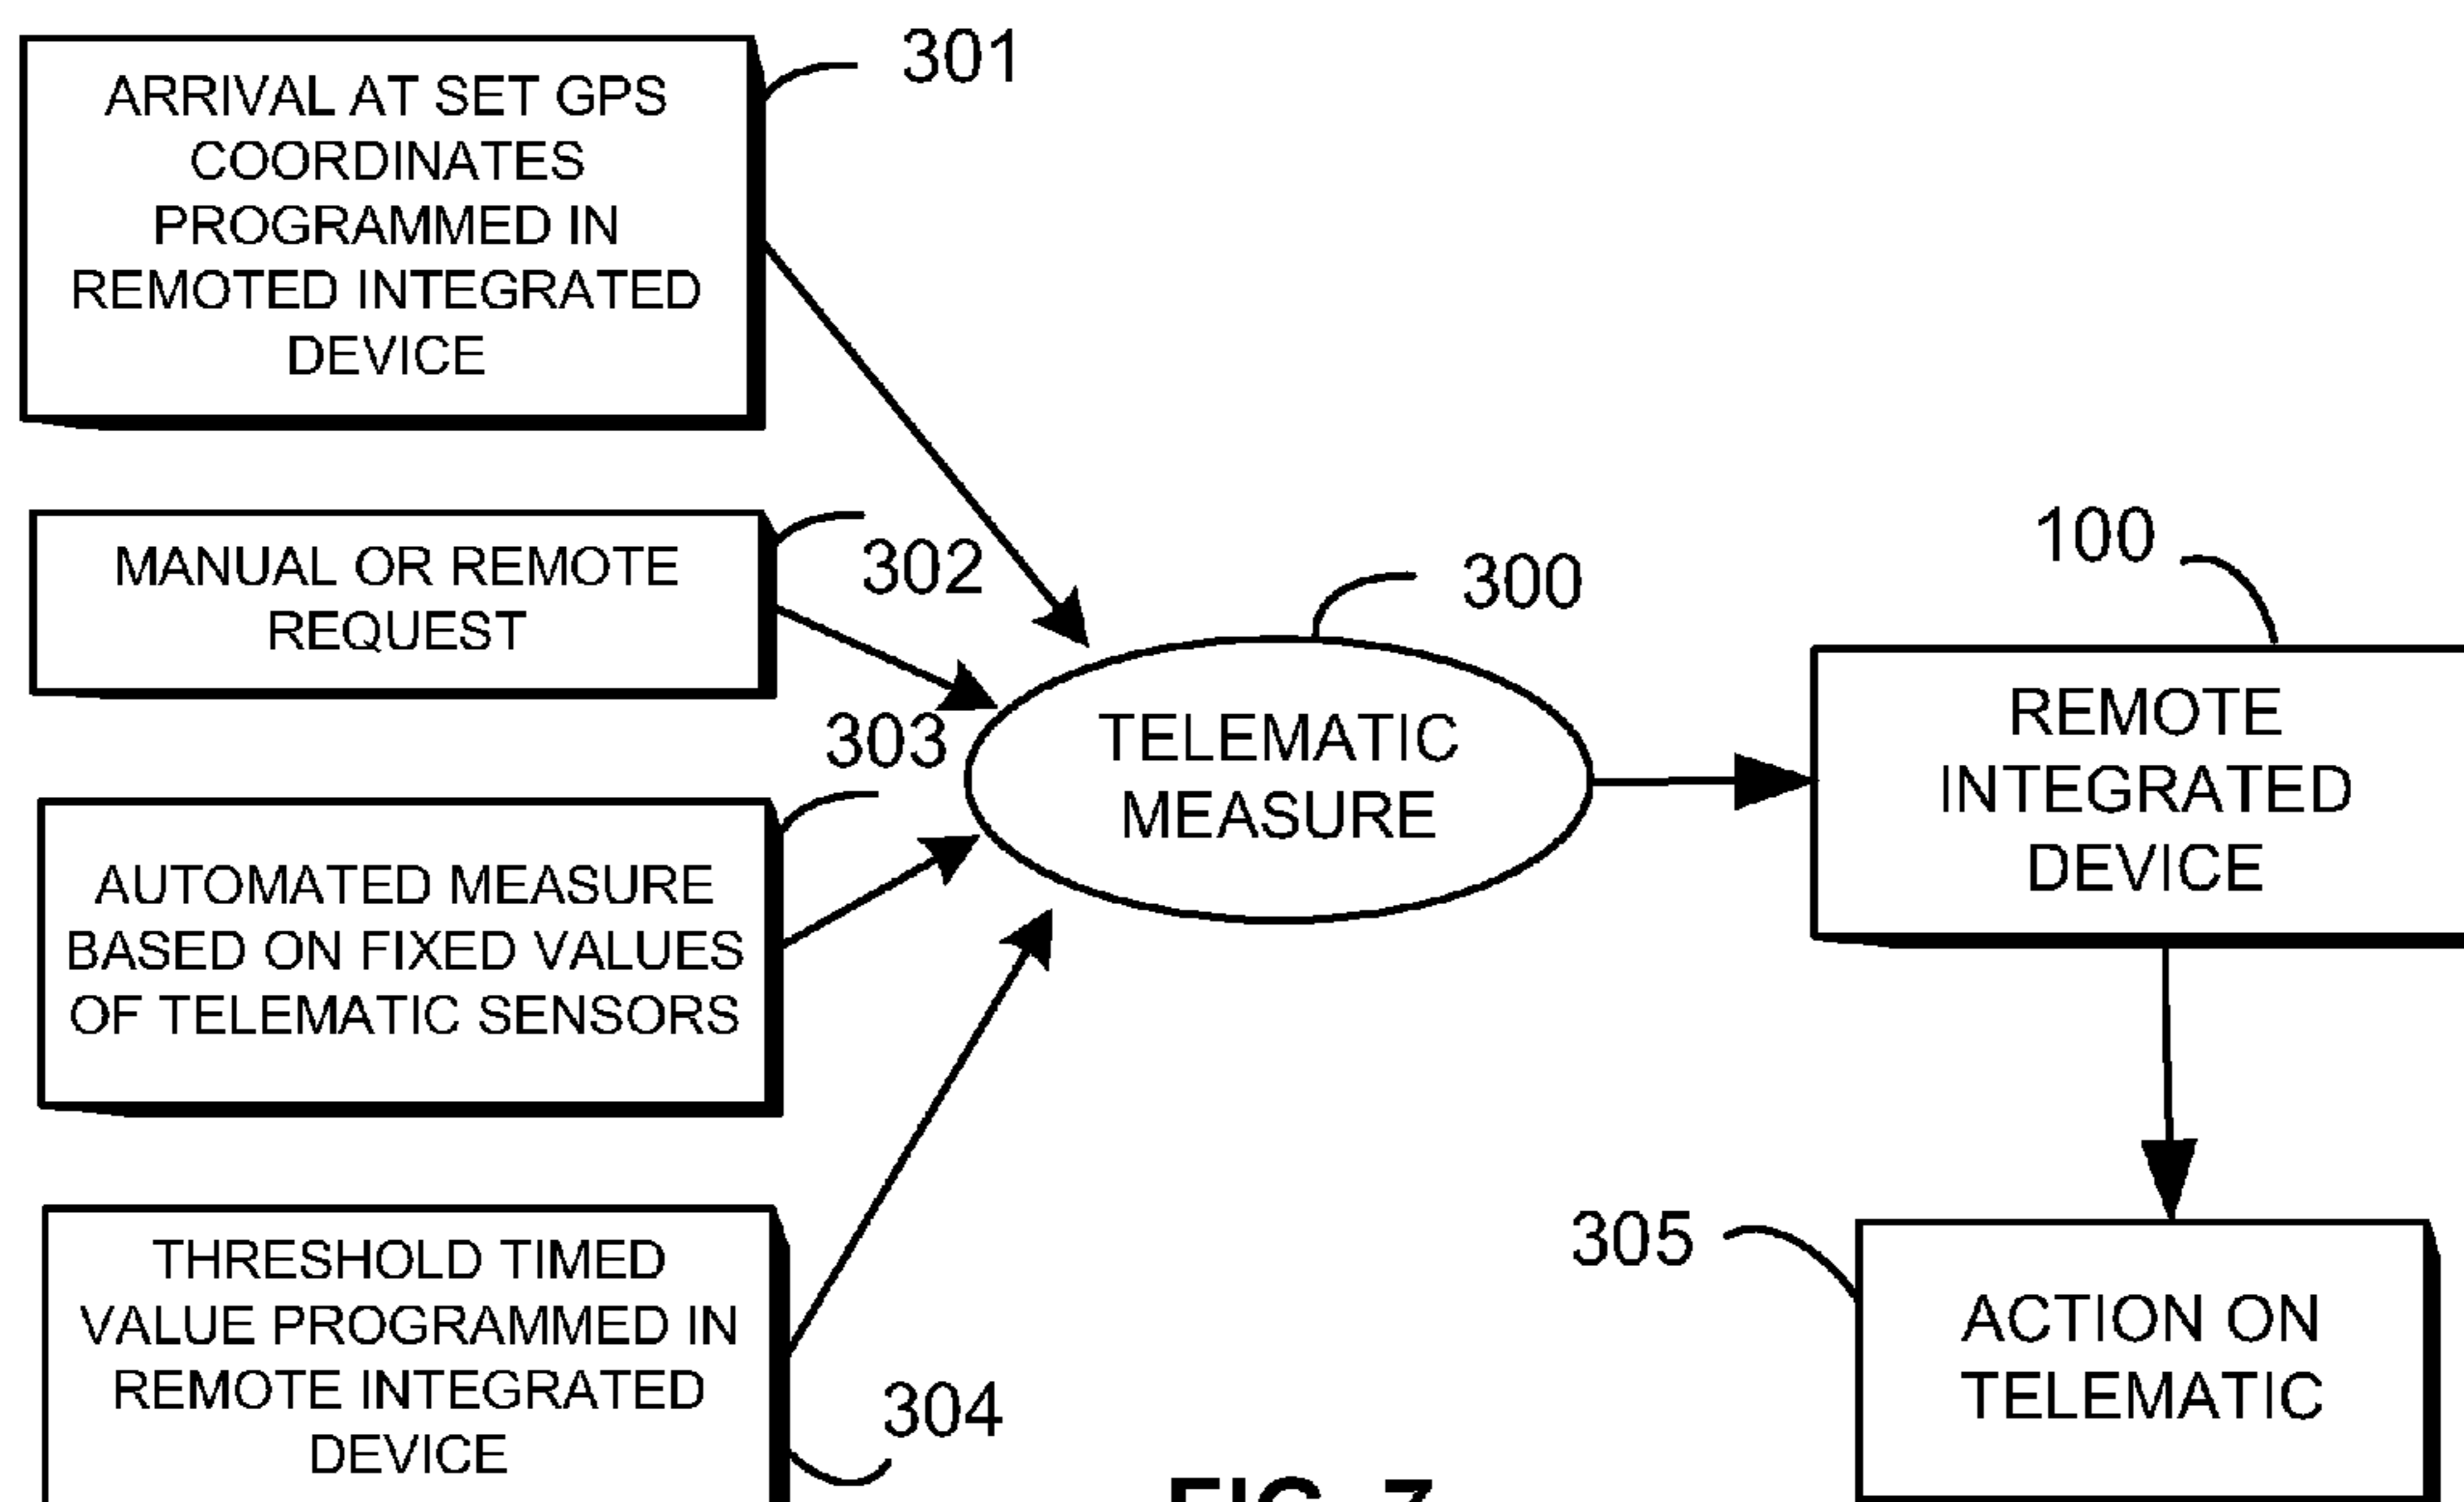 301
ARRIVAL AT SET GPS
COORDINATES
PROGRAMMED IN
REMOTED INTEGRATED
DEVICE
302
MANUAL OR REMOTE
REQUEST
303
AUTOMATED MEASURE
BASED ON FIXED VALUES
OF TELEMATIC SENSORS
THRESHOLD TIMED
VALUE PROGRAMMED IN
REMOTE INTEGRATED
DEVICE
304
300
TELEMATIC
MEASURE
100
REMOTE
INTEGRATED
DEVICE
305
ACTION ON
TELEMATIC
FIG. 7